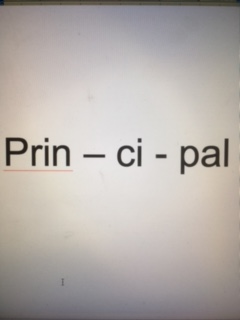 Prin – ci - pal